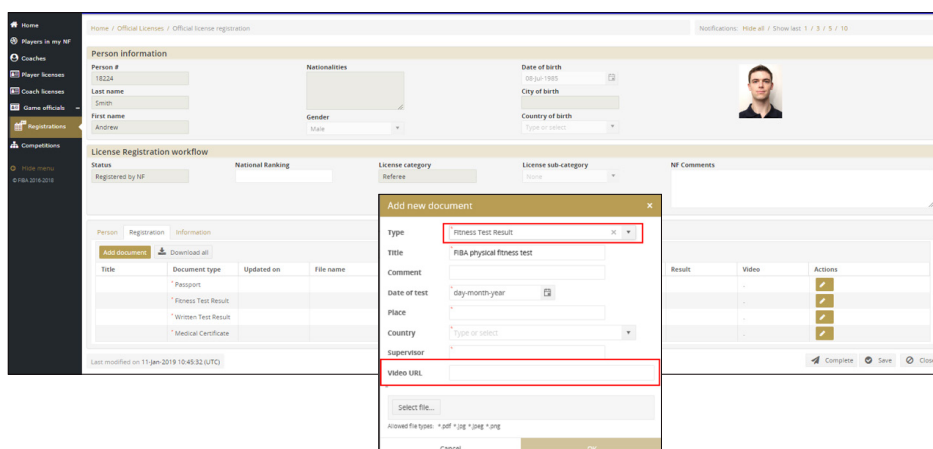 Home
Players in my NF
Coaches
Player licenses
Coach licenses
Game officials
Registrations
Competitions
Hide menu
© FIBA 2016-2018
Home / Official Licenses / Official license registration
Notifications: Hide all / Show last 1 / 3 / 5 / 10
Person information
Person # Nationalities Date of birth
18224 08-Jul-1985
Last name City of birth
Smith
First name Gender Country of birth
Andrew Male Type or select
License Registration workflow
Status National Ranking License category License sub-category NF Comments
Registered by NF Referee None
Person Registration Information
Add document Download all
Title Document type Updated on File name Result Video Actions
* Passport
* Fitness Test Result
* Written Test Result
* Medical Certificate
Last modified on 11-Jan-2019 10:45:32 (UTC)
Complete Save Clos
Add new document ×
Type * Fitness Test Result ×
Title * FIBA physical fitness test
Comment
Date of test * day-month-year
Place *
Country * Type or select
Supervisor *
Video URL
*
Select file...
Allowed file types: *.pdf *.jpg *.jpeg *.png
Cancel OK